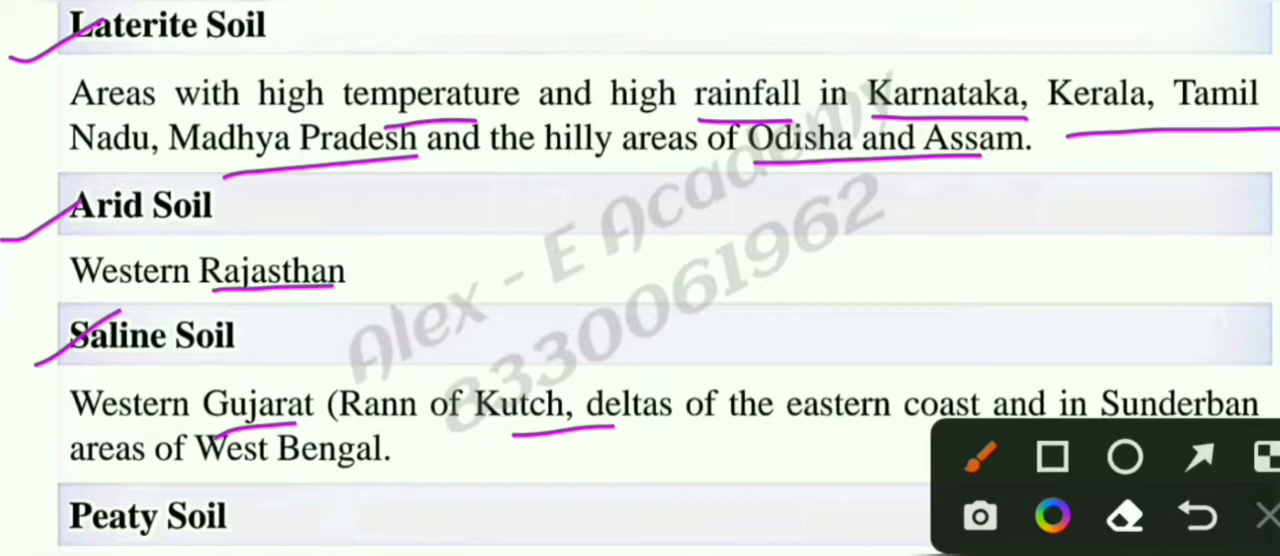 Laterite Soil
Areas with high temperature and high rainfall in Karnataka, Kerala, Tamil
Nadu, Madhya Pradesh and the hilly areas of Odisha and Assam.
Arid Soil
Western Rajasthan
Saline Soil
Western Gujarat (Rann of Kutch, deltas of the eastern coast and in Sunderban
areas of West Bengal.
Peaty Soil
Alex - E Academy
8330061962